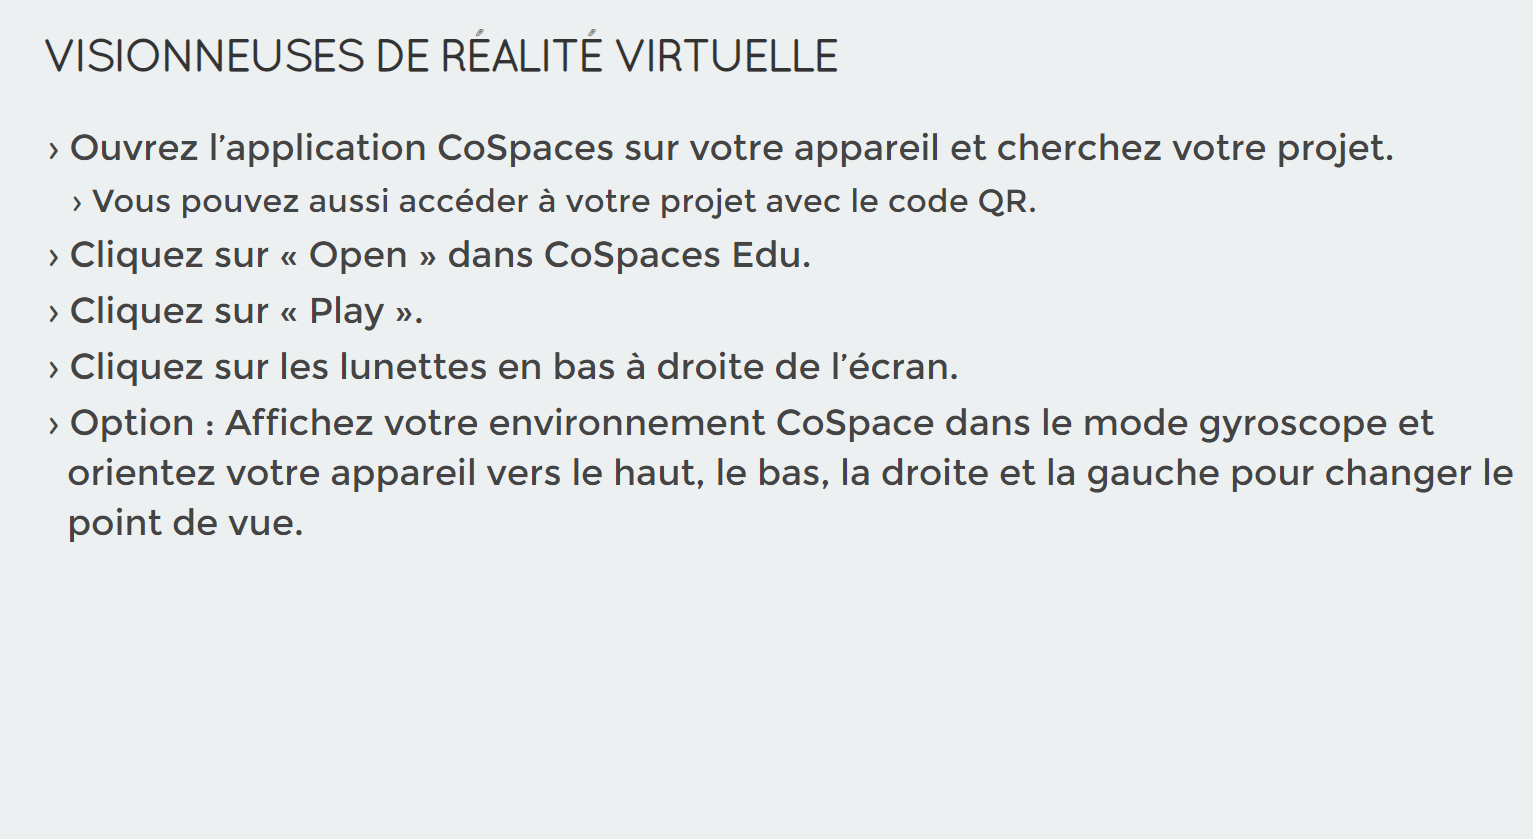 VISIONNEUSES DE RÉALITÉ VIRTUELLE
› Ouvrez l’application CoSpaces sur votre appareil et cherchez votre projet.
› Vous pouvez aussi accéder à votre projet avec le code QR.
› Cliquez sur « Open » dans CoSpaces Edu.
› Cliquez sur « Play ».
› Cliquez sur les lunettes en bas à droite de l’écran.
› Option : Affichez votre environnement CoSpace dans le mode gyroscope et
orientez votre appareil vers le haut, le bas, la droite et la gauche pour changer le
point de vue.